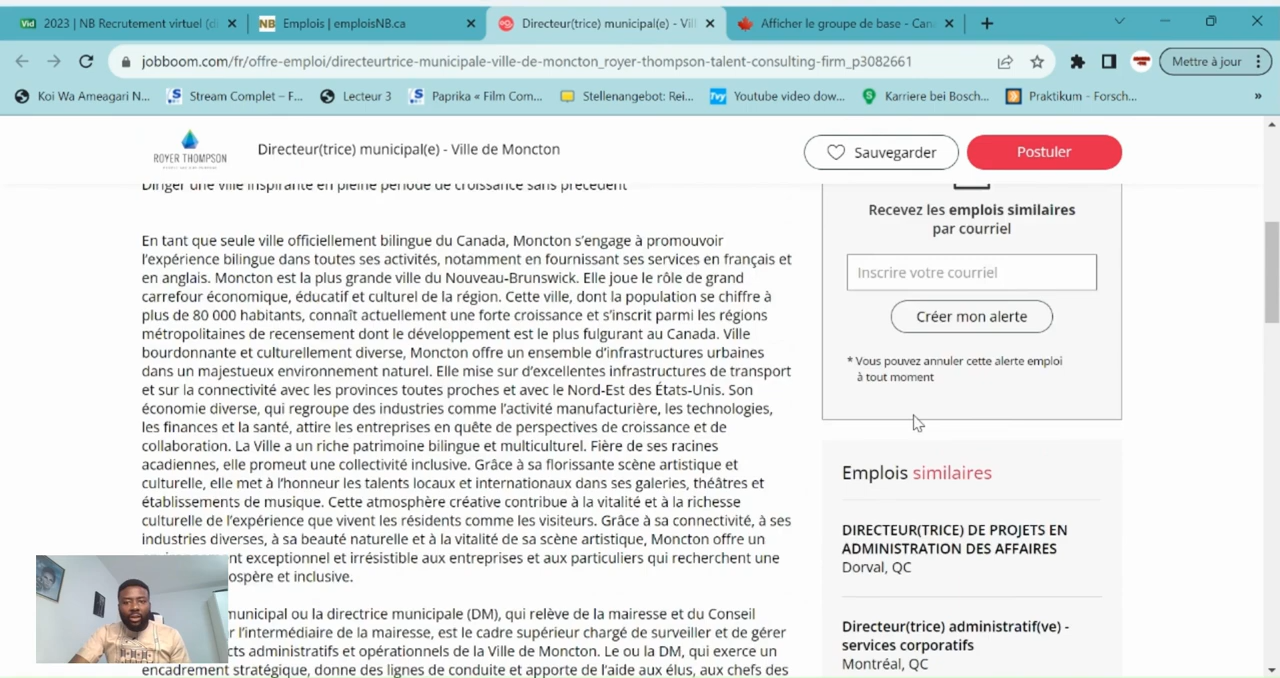 Vid 2023 | NB Recrutement virtuel (d
NB Emplois | emploisNB.ca
Directeur(trice) municipal(e) - Vill
Afficher le groupe de base - Can
jobboom.com/fr/offre-emploi/directeurtrice-municipale-ville-de-moncton_royer-thompson-talent-consulting-firm_p3082661
Mettre à jour
Koi Wa Ameagari N...
Stream Complet – F...
Lecteur 3
Paprika « Film Com...
Stellenangebot: Rei...
Youtube video dow...
Karriere bei Bosch...
Praktikum - Forsch...
»
ROYER THOMPSON
Directeur(trice) municipal(e) - Ville de Moncton
Sauvegarder
Postuler
Diriger une ville inspirante en pleine période de croissance sans précédent
En tant que seule ville officiellement bilingue du Canada, Moncton s’engage à promouvoir
l’expérience bilingue dans toutes ses activités, notamment en fournissant ses services en français et
en anglais. Moncton est la plus grande ville du Nouveau-Brunswick. Elle joue le rôle de grand
carrefour économique, éducatif et culturel de la région. Cette ville, dont la population se chiffre à
plus de 80 000 habitants, connaît actuellement une forte croissance et s’inscrit parmi les régions
métropolitaines de recensement dont le développement est le plus fulgurant au Canada. Ville
bourdonnante et culturellement diverse, Moncton offre un ensemble d’infrastructures urbaines
dans un majestueux environnement naturel. Elle mise sur d’excellentes infrastructures de transport
et sur la connectivité avec les provinces toutes proches et avec le Nord-Est des États-Unis. Son
économie diverse, qui regroupe des industries comme l’activité manufacturière, les technologies,
les finances et la santé, attire les entreprises en quête de perspectives de croissance et de
collaboration. La Ville a un riche patrimoine bilingue et multiculturel. Fière de ses racines
acadiennes, elle promeut une collectivité inclusive. Grâce à sa florissante scène artistique et
culturelle, elle met à l’honneur les talents locaux et internationaux dans ses galeries, théâtres et
établissements de musique. Cette atmosphère créative contribue à la vitalité et à la richesse
culturelle de l’expérience que vivent les résidents comme les visiteurs. Grâce à sa connectivité, à ses
industries diverses, à sa beauté naturelle et à la vitalité de sa scène artistique, Moncton offre un
nt exceptionnel et irrésistible aux entreprises et aux particuliers qui recherchent une
ospère et inclusive.
municipal ou la directrice municipale (DM), qui relève de la mairesse et du Conseil
r l’intermédiaire de la mairesse, est le cadre supérieur chargé de surveiller et de gérer
cts administratifs et opérationnels de la Ville de Moncton. Le ou la DM, qui exerce un
encadrement stratégique, donne des lignes de conduite et apporte de l’aide aux élus, aux chefs des
Recevez les emplois similaires
par courriel
Inscrire votre courriel
Créer mon alerte
* Vous pouvez annuler cette alerte emploi
à tout moment
Emplois similaires
DIRECTEUR(TRICE) DE PROJETS EN
ADMINISTRATION DES AFFAIRES
Dorval, QC
Directeur(trice) administratif(ve) -
services corporatifs
Montréal, QC